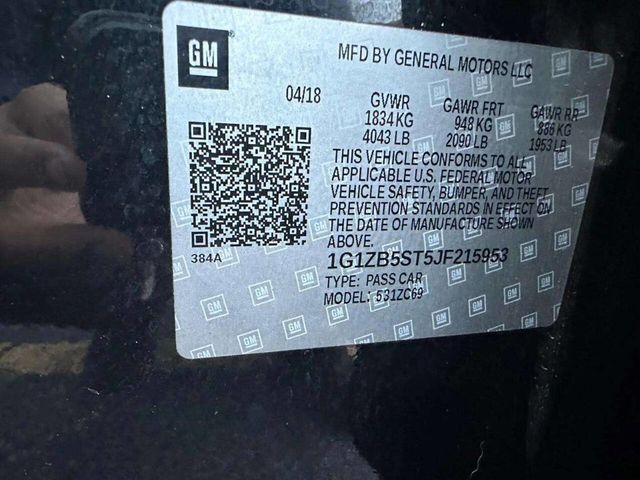 GM
MFD BY GENERAL MOTORS LLC
04/18
GVWR
1834 KG
4043 LB
GAWR FRT
948 KG
2090 LB
GAWR RR
886 KG
1953 LB
THIS VEHICLE CONFORMS TO ALL
APPLICABLE U.S. FEDERAL MOTOR
VEHICLE SAFETY, BUMPER, AND THEFT
PREVENTION STANDARDS IN EFFECT ON
THE DATE OF MANUFACTURE SHOWN
ABOVE.
384A
1G1ZB5ST5JF215953
TYPE: PASS CAR
MODEL: 531ZC69